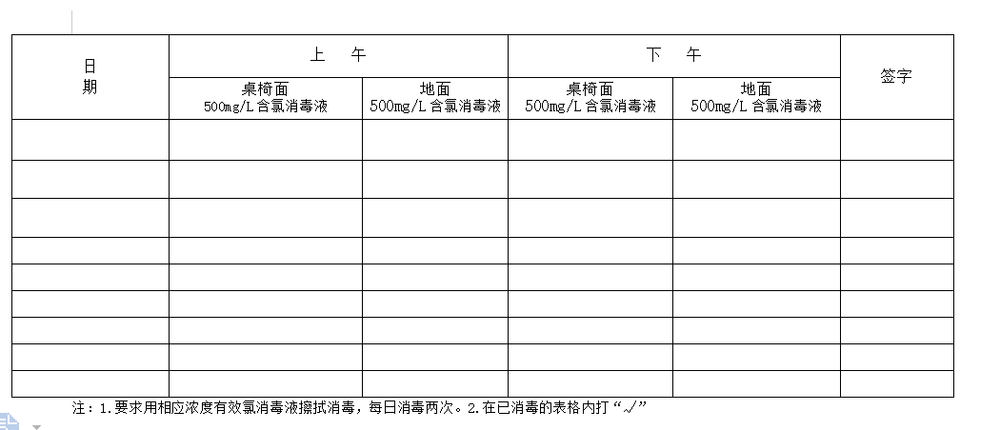 日
期
上 午
下 午
签字
桌椅面
500mg/L含氯消毒液
地面
500mg/L含氯消毒液
桌椅面
500mg/L含氯消毒液
地面
500mg/L含氯消毒液
注：1.要求用相应浓度有效氯消毒液擦拭消毒，每日消毒两次。2.在已消毒的表格内打“√”